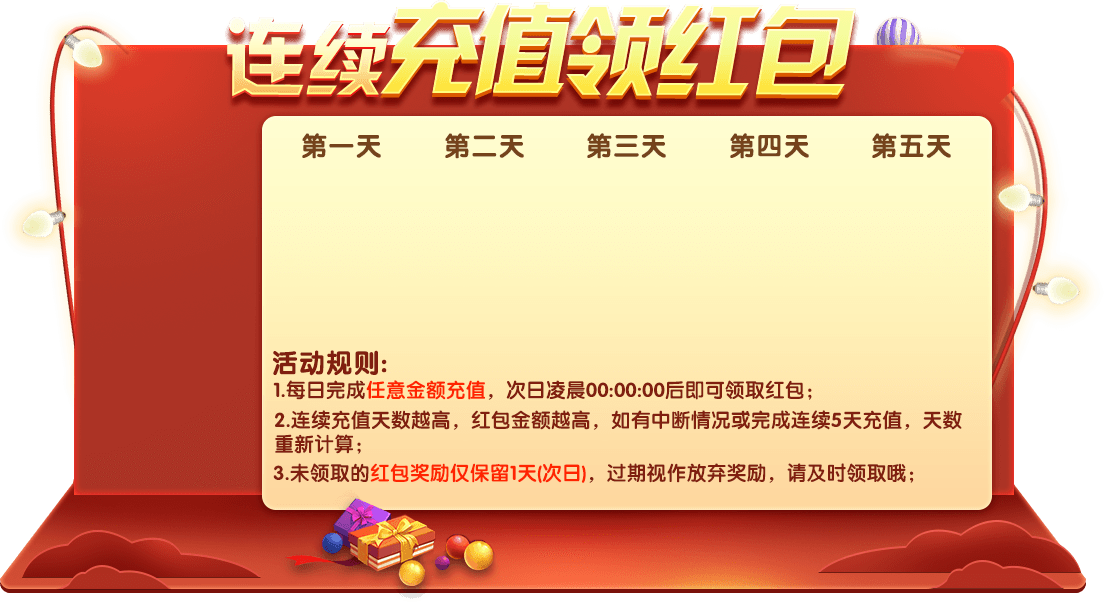 连续充值领红包
第一天 第二天 第三天 第四天 第五天
活动规则:
1.每日完成任意金额充值，次日凌晨00:00:00后即可领取红包；
2.连续充值天数越高，红包金额越高，如有中断情况或完成连续5天充值，天数
重新计算；
3.未领取的红包奖励仅保留1天(次日)，过期视作放弃奖励，请及时领取哦；